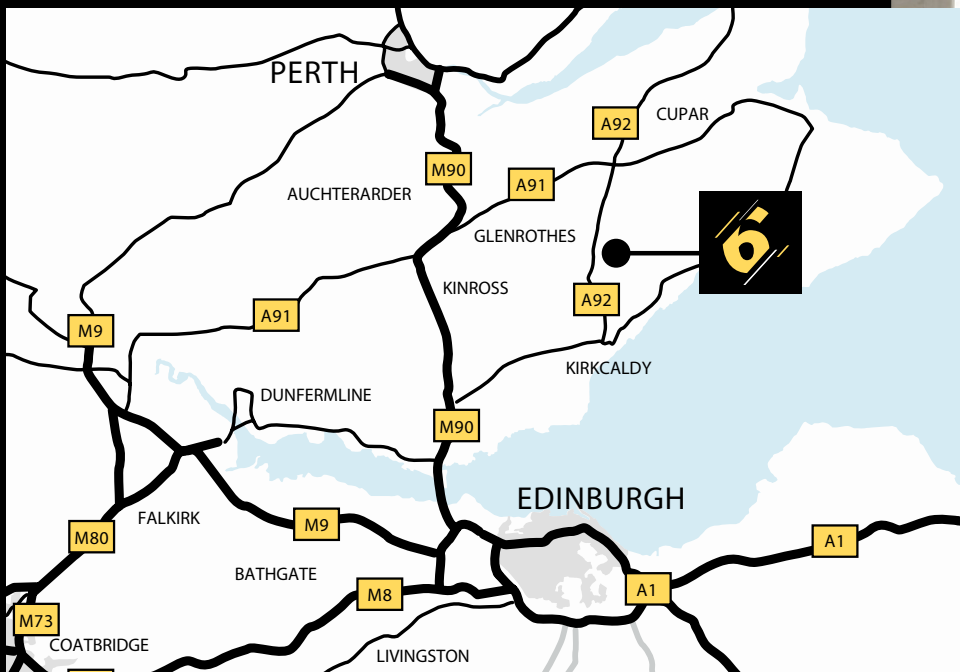 PERTH
A92
CUPAR
M90
A91
AUCHTERARDER
GLENROTHES
6
KINROSS
A92
A91
M9
KIRKCALDY
DUNFERMLINE
M90
EDINBURGH
FALKIRK
M9
M80
A1
BATHGATE
M8
A1
M73
COATBRIDGE
LIVINGSTON